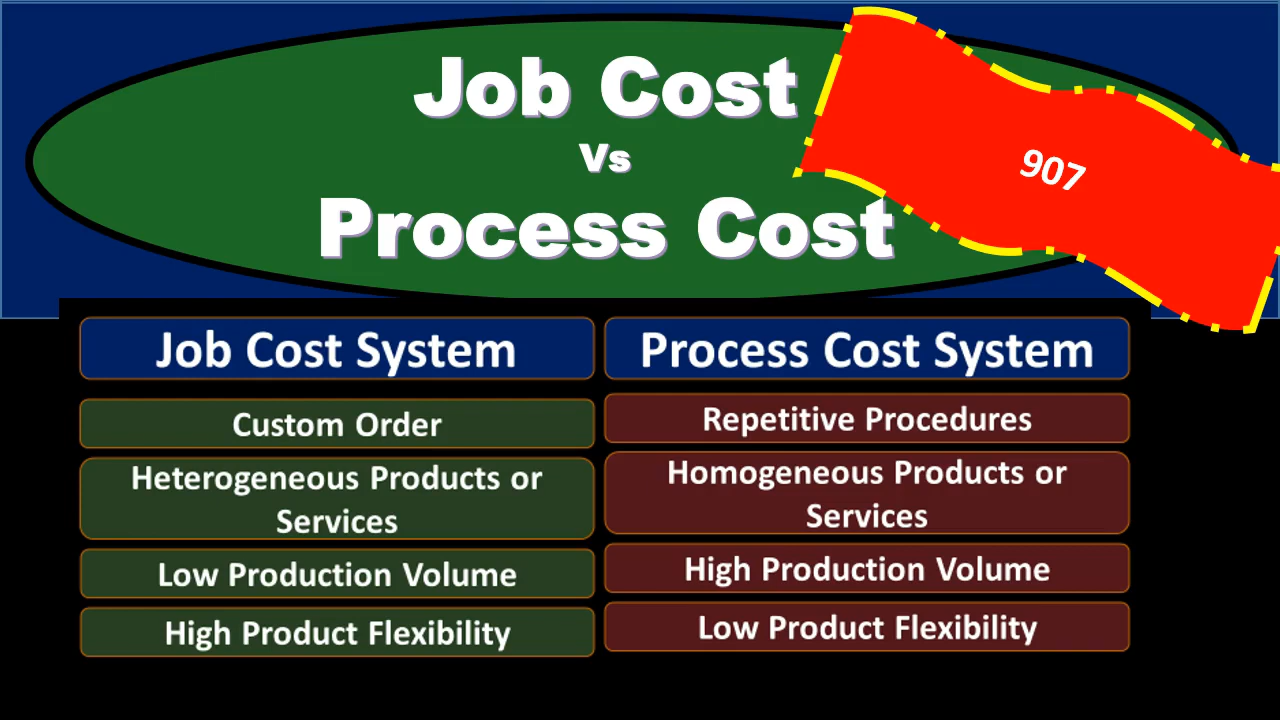 Job Cost
Vs
Process Cost
907
Job Cost System
Process Cost System
Custom Order
Repetitive Procedures
Heterogeneous Products or
Services
Homogeneous Products or
Services
Low Production Volume
High Production Volume
High Product Flexibility
Low Product Flexibility